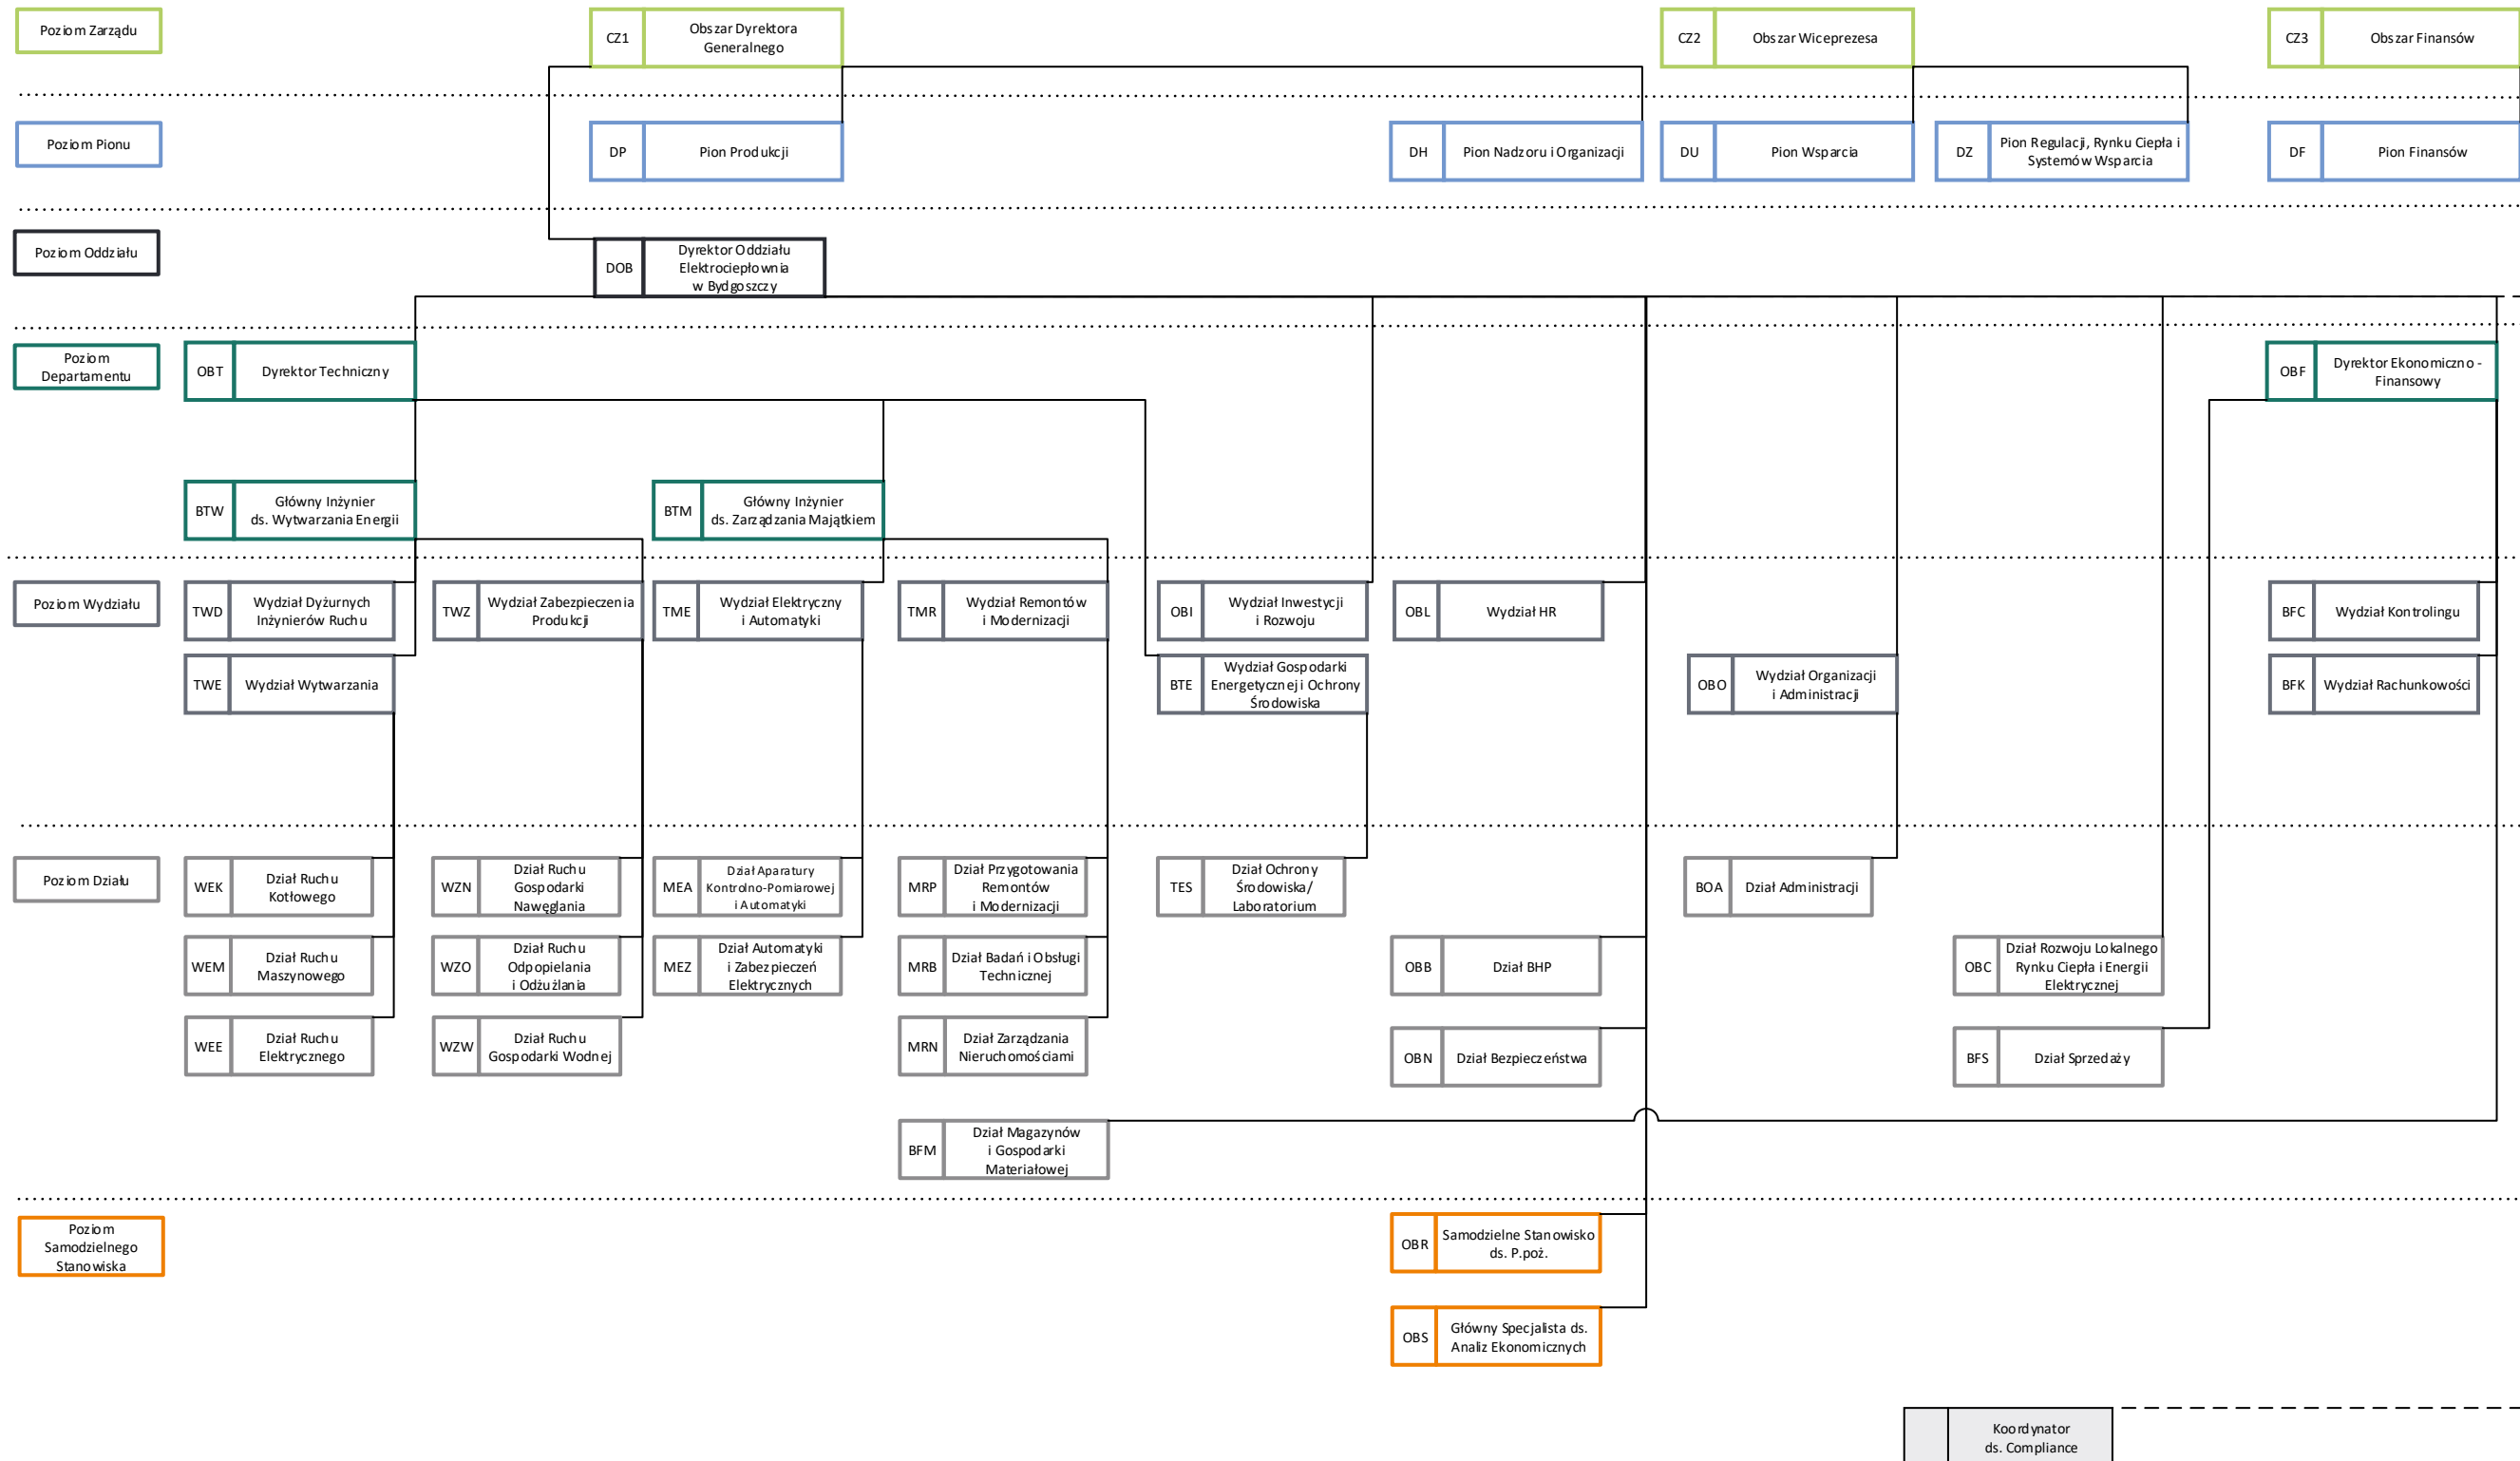 Poziom Zarządu
CZ1
Obszar Dyrektora
Generalnego
CZ2
Obszar Wiceprezesa
CZ3
Obszar Finansów
Poziom Pionu
DP
Pion Produkcji
DH
Pion Nadzoru i Organizacji
DU
Pion Wsparcia
DZ
Pion Regulacji, Rynku Ciepła i
Systemów Wsparcia
DF
Pion Finansów
Poziom Oddziału
DOB
Dyrektor Oddziału
Elektrociepłownia
w Bydgoszczy
Poziom
Departamentu
OBT
Dyrektor Techniczny
OBF
Dyrektor Ekonomiczno -
Finansowy
BTW
Główny Inżynier
ds. Wytwarzania Energii
BTM
Główny Inżynier
ds. Zarządzania Majątkiem
Poziom Wydziału
TWD
Wydział Dyżurnych
Inżynierów Ruchu
TWZ
Wydział Zabezpieczenia
Produkcji
TME
Wydział Elektryczny
i Automatyki
TMR
Wydział Remontów
i Modernizacji
OBI
Wydział Inwestycji
i Rozwoju
OBL
Wydział HR
BFC
Wydział Kontrolingu
TWE
Wydział Wytwarzania
BTE
Wydział Gospodarki
Energetycznej i Ochrony
Środowiska
OBO
Wydział Organizacji
i Administracji
BFK
Wydział Rachunkowości
Poziom Działu
WEK
Dział Ruchu
Kotłowego
WZN
Dział Ruchu
Gospodarki
Nawęglania
MEA
Dział Aparatury
Kontrolno-Pomiarowej
i Automatyki
MRP
Dział Przygotowania
Remontów
i Modernizacji
TES
Dział Ochrony
Środowiska/
Laboratorium
BOA
Dział Administracji
WEM
Dział Ruchu
Maszynowego
WZO
Dział Ruchu
Odpopielania
i Odżużlania
MEZ
Dział Automatyki
i Zabezpieczeń
Elektrycznych
MRB
Dział Badań i Obsługi
Technicznej
OBB
Dział BHP
OBC
Dział Rozwoju Lokalnego
Rynku Ciepła i Energii
Elektrycznej
WEE
Dział Ruchu
Elektrycznego
WZW
Dział Ruchu
Gospodarki Wodnej
MRN
Dział Zarządzania
Nieruchomościami
OBN
Dział Bezpieczeństwa
BFS
Dział Sprzedaży
BFM
Dział Magazynów
i Gospodarki
Materiałowej
Poziom
Samodzielnego
Stanowiska
OBR
Samodzielne Stanowisko
ds. P.poż.
OBS
Główny Specjalista ds.
Analiz Ekonomicznych
Koordynator
ds. Compliance